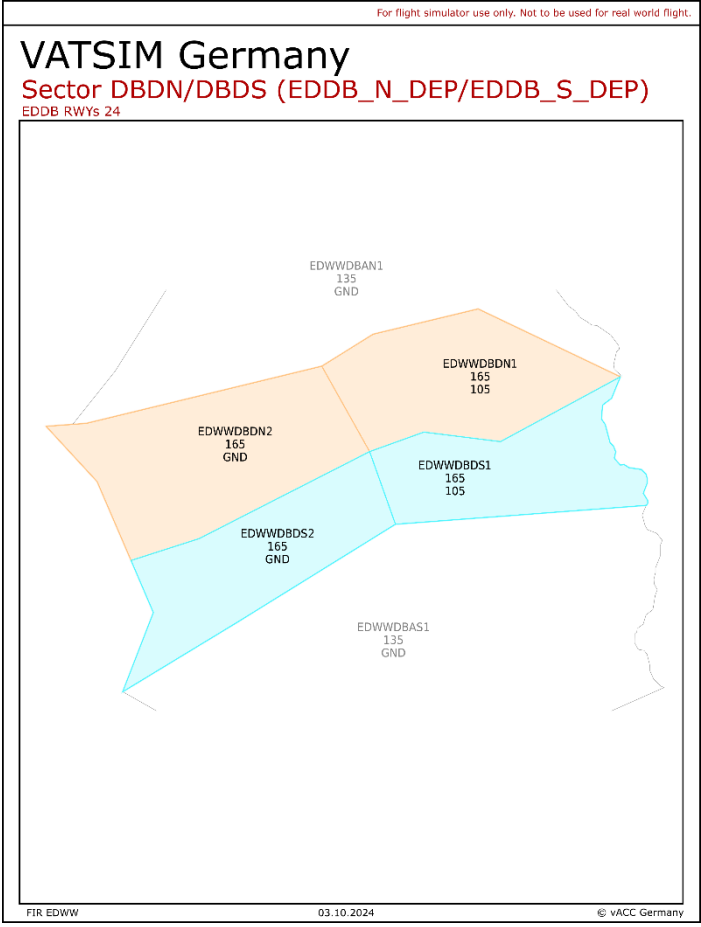 For flight simulator use only. Not to be used for real world flight.
VATSIM Germany
Sector DBDN/DBDS (EDDB_N_DEP/EDDB_S_DEP)
EDDB RWYs 24
EDWWDBAN1
135
GND
EDWWDBDN1
165
105
EDWWDBDN2
165
GND
EDWWDBDS1
165
105
EDWWDBDS2
165
GND
EDWWDBAS1
135
GND
FIR EDWW
03.10.2024
© vACC Germany